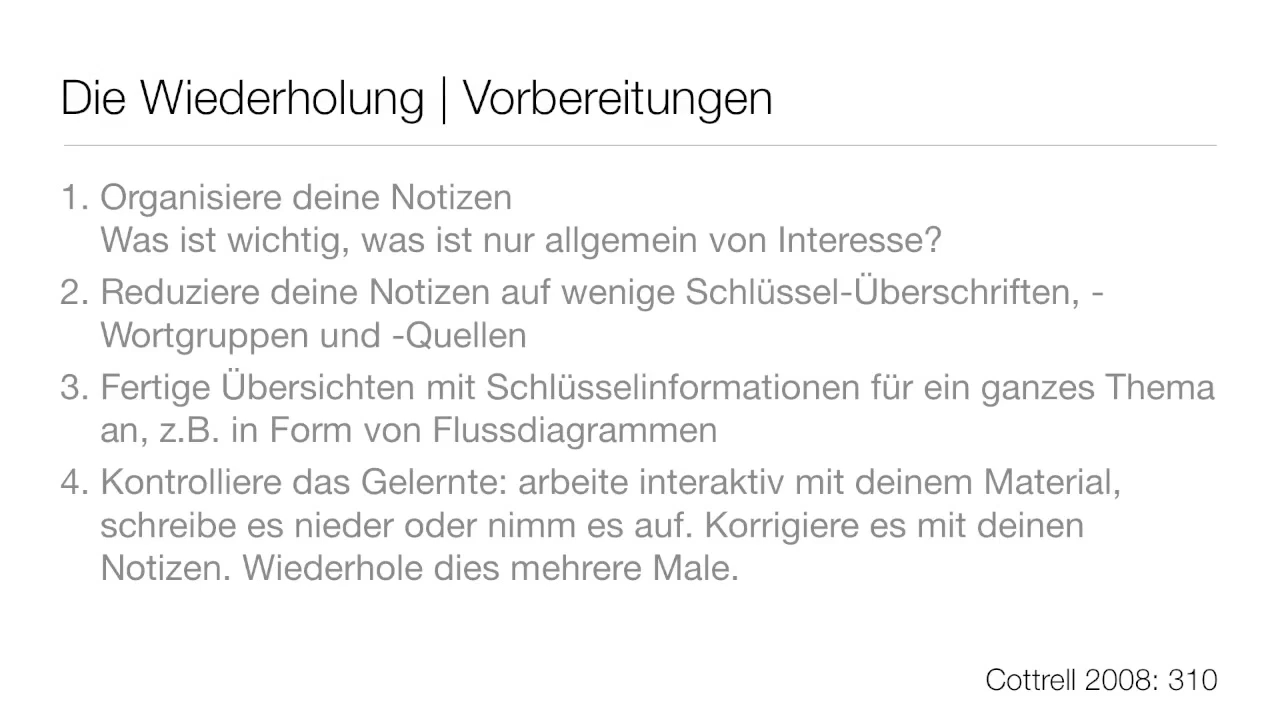 Die Wiederholung | Vorbereitungen
1. Organisiere deine Notizen
Was ist wichtig, was ist nur allgemein von Interesse?
2. Reduziere deine Notizen auf wenige Schlüssel-Überschriften, -
Wortgruppen und -Quellen
3. Fertige Übersichten mit Schlüsselinformationen für ein ganzes Thema
an, z.B. in Form von Flussdiagrammen
4. Kontrolliere das Gelernte: arbeite interaktiv mit deinem Material,
schreibe es nieder oder nimm es auf. Korrigiere es mit deinen
Notizen. Wiederhole dies mehrere Male.
Cottrell 2008: 310